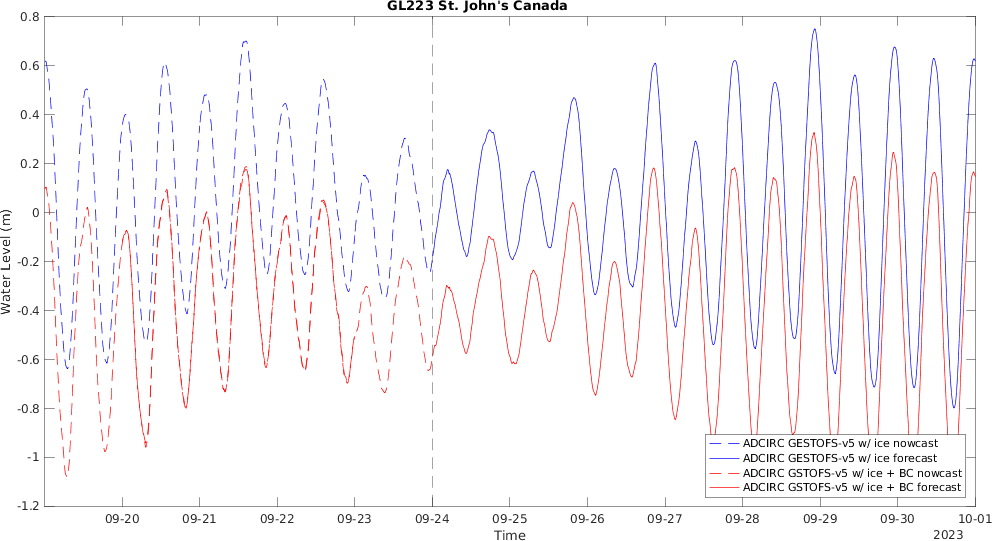 GL223 St. John's Canada
Water Level (m)
0.8
0.6
0.4
0.2
0
-0.2
-0.4
-0.6
-0.8
-1
-1.2
ADCIRC GESTOFS-v5 w/ ice nowcast
ADCIRC GESTOFS-v5 w/ ice forecast
ADCIRC GSTOFS-v5 w/ ice + BC nowcast
ADCIRC GSTOFS-v5 w/ ice + BC forecast
09-20 09-21 09-22 09-23 09-24 09-25 09-26 09-27 09-28 09-29 09-30 10-01
Time
2023